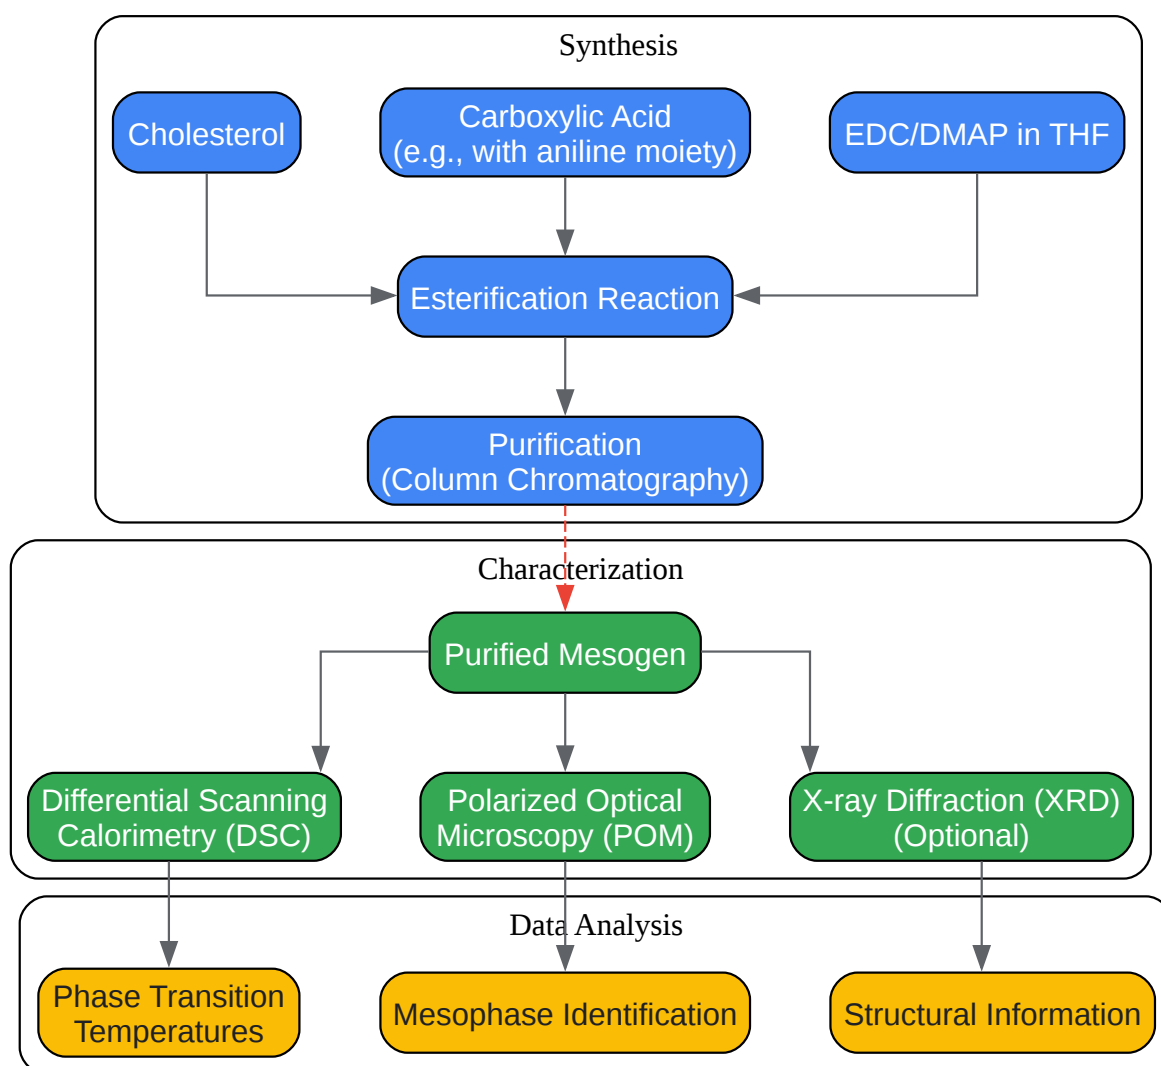 Synthesis
Cholesterol
Carboxylic Acid
(e.g., with aniline moiety)
EDC/DMAP in THF
Esterification Reaction
Purification
(Column Chromatography)
Characterization
Purified Mesogen
Differential Scanning
Calorimetry (DSC)
Polarized Optical
Microscopy (POM)
X-ray Diffraction (XRD)
(Optional)
Data Analysis
Phase Transition
Temperatures
Mesophase Identification
Structural Information